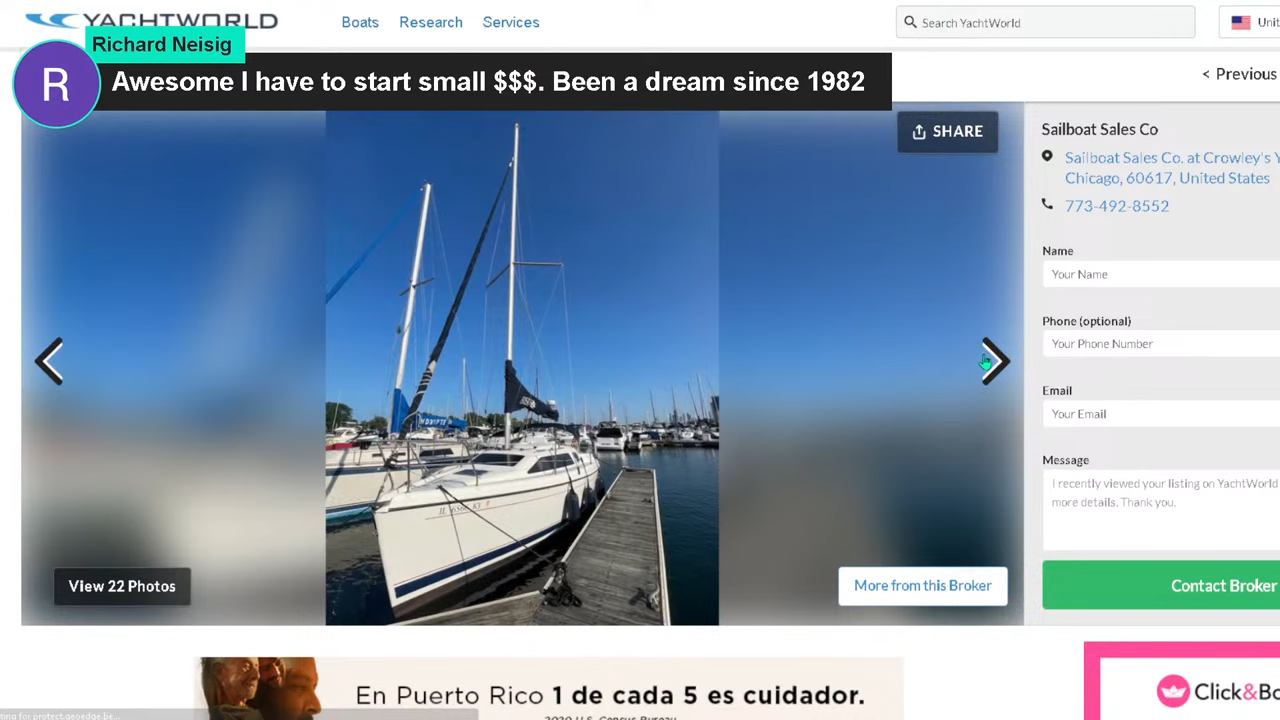 YACHTWORLD
Boats Research Services
Search YachtWorld
Richard Neisig
R
Awesome I have to start small $$$. Been a dream since 1982
< Previous
SHARE
Sailboat Sales Co
Sailboat Sales Co. at Crowley's
Chicago, 60617, United States
773-492-8552
Name
Your Name
Phone (optional)
Your Phone Number
Email
Your Email
Message
I recently viewed your listing on YachtWorld
more details. Thank you.
View 22 Photos
More from this Broker
Contact Broker
En Puerto Rico 1 de cada 5 es cuidador.
2020 U.S. Census Bureau